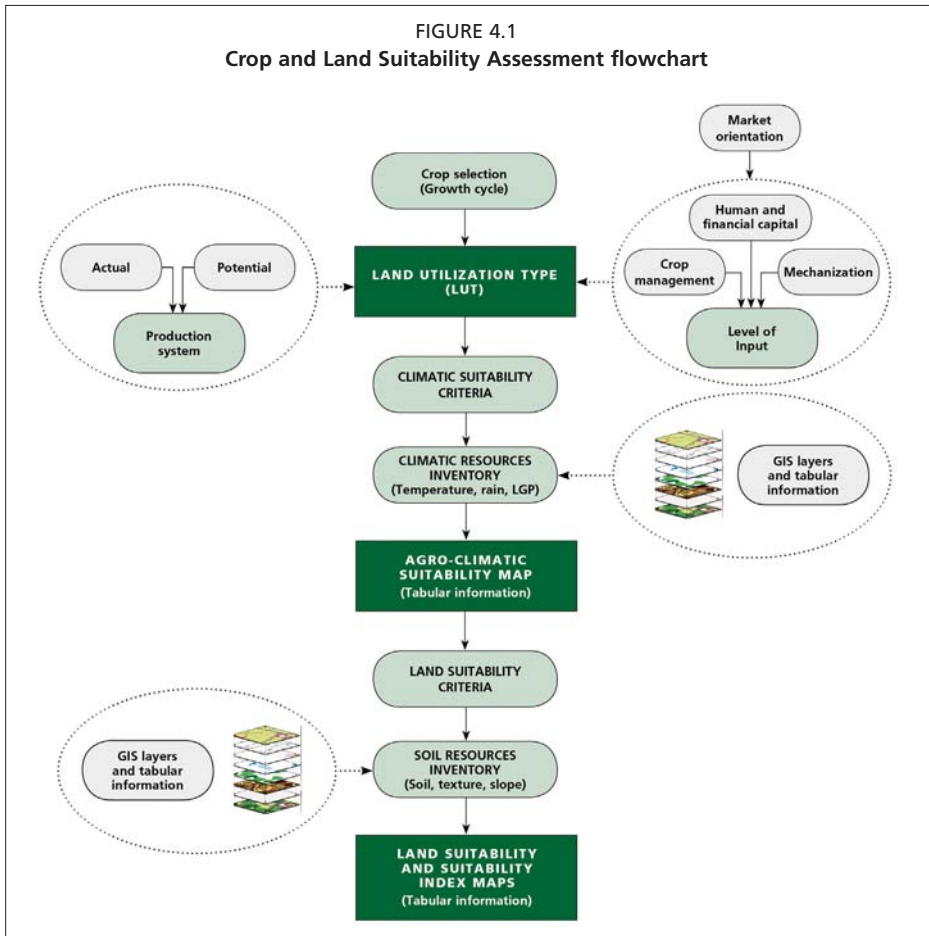 FIGURE 4.1
Crop and Land Suitability Assessment flowchart
Market
orientation
Crop selection
(Growth cycle)
Human and
financial capital
Actual
Potential
LAND UTILIZATION TYPE
(LUT)
Crop
management
Mechanization
Production
system
Level of
Input
CLIMATIC SUITABILITY
CRITERIA
CLIMATIC RESOURCES
INVENTORY
(Temperature, rain, LGP)
GIS layers
and tabular
information
AGRO-CLIMATIC
SUITABILITY MAP
(Tabular information)
LAND SUITABILITY
CRITERIA
GIS layers
and tabular
information
SOIL RESOURCES
INVENTORY
(Soil, texture, slope)
LAND SUITABILITY
AND SUITABILITY
INDEX MAPS
(Tabular information)